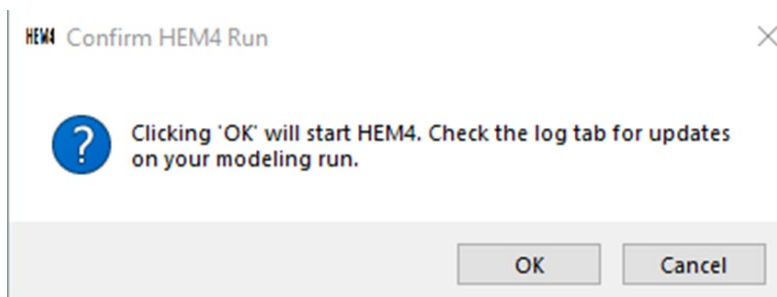 HEM4 Confirm HEM4 Run
Clicking 'OK' will start HEM4. Check the log tab for updates
on your modeling run.
OK Cancel